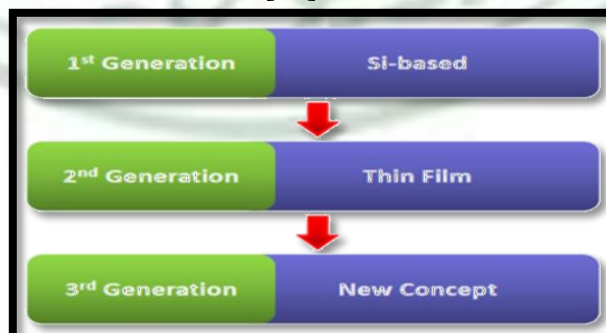 1st Generation Si-based
2nd Generation Thin Film
3rd Generation New Concept